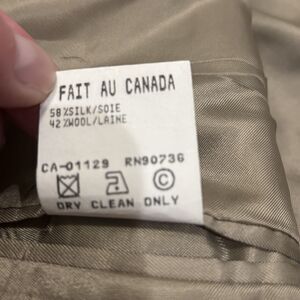 FAIT AU CANADA
58%SILK/SOIE
42%WOOL/LAINE
CA-01129 RN90736
C
DRY CLEAN ONLY